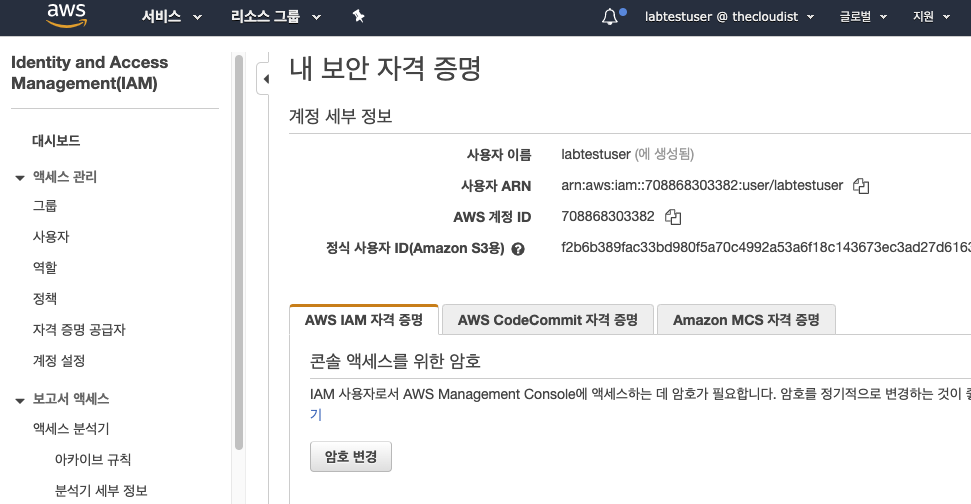 aws 서비스 리소스 그룹 labtestuser @ thecloudist 글로벌 지원
Identity and Access
Management(IAM)
대시보드
액세스 관리
그룹
사용자
역할
정책
자격 증명 공급자
계정 설정
보고서 액세스
액세스 분석기
아카이브 규칙
분석기 세부 정보
내 보안 자격 증명
계정 세부 정보
사용자 이름 labtestuser (에 생성됨)
사용자 ARN arn:aws:iam::708868303382:user/labtestuser
AWS 계정 ID 708868303382
정식 사용자 ID(Amazon S3용) f2b6b389fac33bd980f5a70c4992a53a6f18c143673ec3ad27d6163
AWS IAM 자격 증명 AWS CodeCommit 자격 증명 Amazon MCS 자격 증명
콘솔 액세스를 위한 암호
IAM 사용자로서 AWS Management Console에 액세스하는 데 암호가 필요합니다. 암호를 정기적으로 변경하는 것이
기
암호 변경